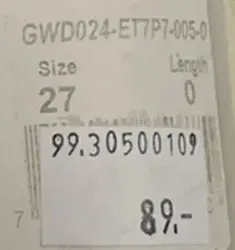 GWD024-ET7P7-005-0
Size Length
27 0
99.30500109
7
89.-